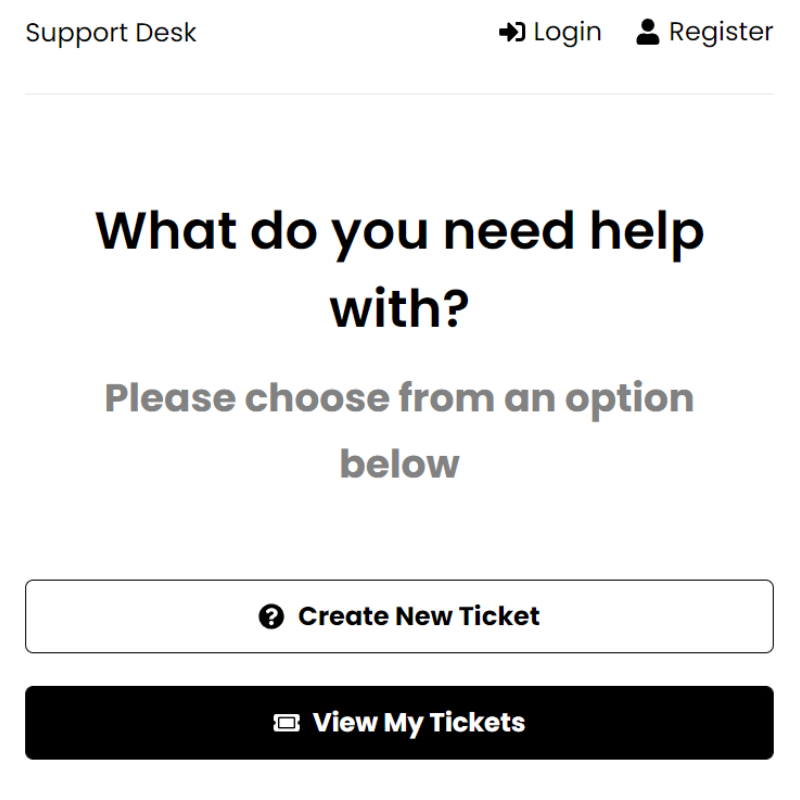 Support Desk
Login
Register
What do you need help
with?
Please choose from an option
below
Create New Ticket
View My Tickets